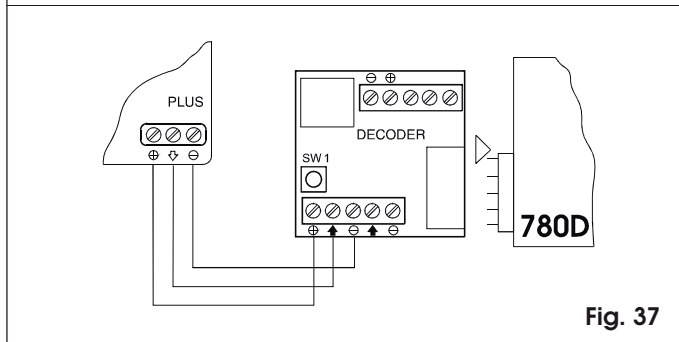 PLUS
⊕ ⇩ ⊖
⊖ ⊕
DECODER
SW 1
⊕ ⬆ ⊖ ⬆ ⊖
780D
Fig. 37